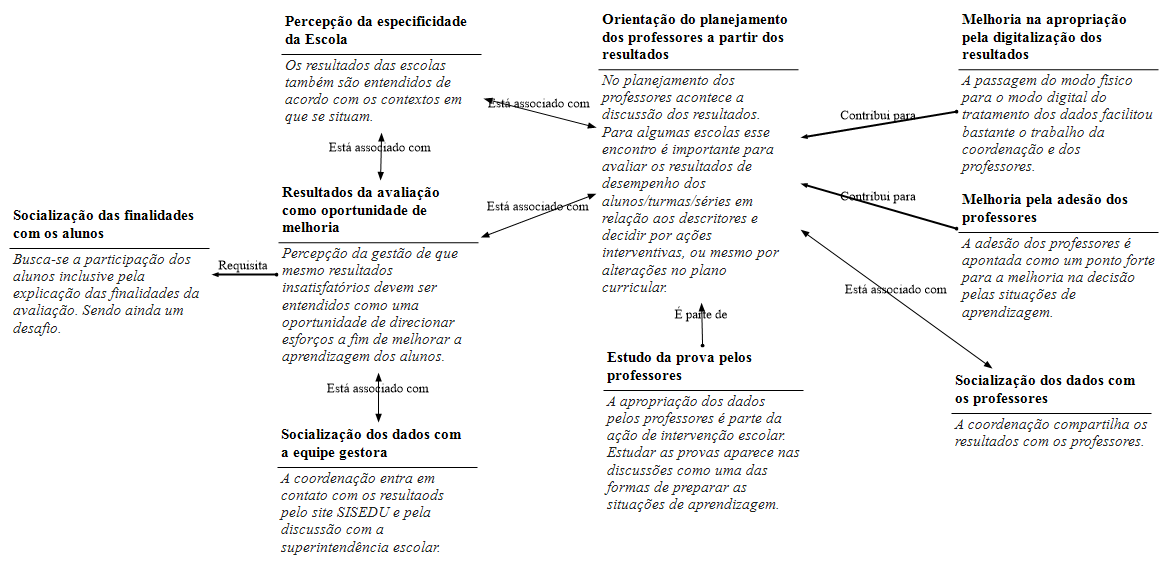 Percepção da especificidade
da Escola
Os resultados das escolas
também são entendidos de
acordo com os contextos em
que se situam.
Está associado com
Resultados da avaliação
como oportunidade de
melhoria
Percepção da gestão de que
mesmo resultados
insatisfatórios devem ser
entendidos como uma
oportunidade de direcionar
esforços a fim de melhorar a
aprendizagem dos alunos.
Requisita
Socialização das finalidades
com os alunos
Busca-se a participação dos
alunos inclusive pela
explicação das finalidades da
avaliação. Sendo ainda um
desafio.
Está associado com
Socialização dos dados com
a equipe gestora
A coordenação entra em
contato com os resultaods
pelo site SISEDU e pela
discussão com a
superintendência escolar.
Está associado com
Está associado com
Orientação do planejamento
dos professores a partir dos
resultados
No planejamento dos
professores acontece a
discussão dos resultados.
Para algumas escolas esse
encontro é importante para
avaliar os resultados de
desempenho dos
alunos/turmas/séries em
relação aos descritores e
decidir por ações
interventivas, ou mesmo por
alterações no plano
curricular.
É parte de
Estudo da prova pelos
professores
A apropriação dos dados
pelos professores é parte da
ação de intervenção escolar.
Estudar as provas aparece nas
discussões como uma das
formas de preparar as
situações de aprendizagem.
Contribui para
Melhoria na apropriação
pela digitalização dos
resultados
A passagem do modo físico
para o modo digital do
tratamento dos dados facilitou
bastante o trabalho da
coordenação e dos
professores.
Contribui para
Melhoria pela adesão dos
professores
A adesão dos professores é
apontada como um ponto forte
para a melhoria na decisão
pelas situações de
aprendizagem.
Está associado com
Socialização dos dados com
os professores
A coordenação compartilha os
resultados com os professores.